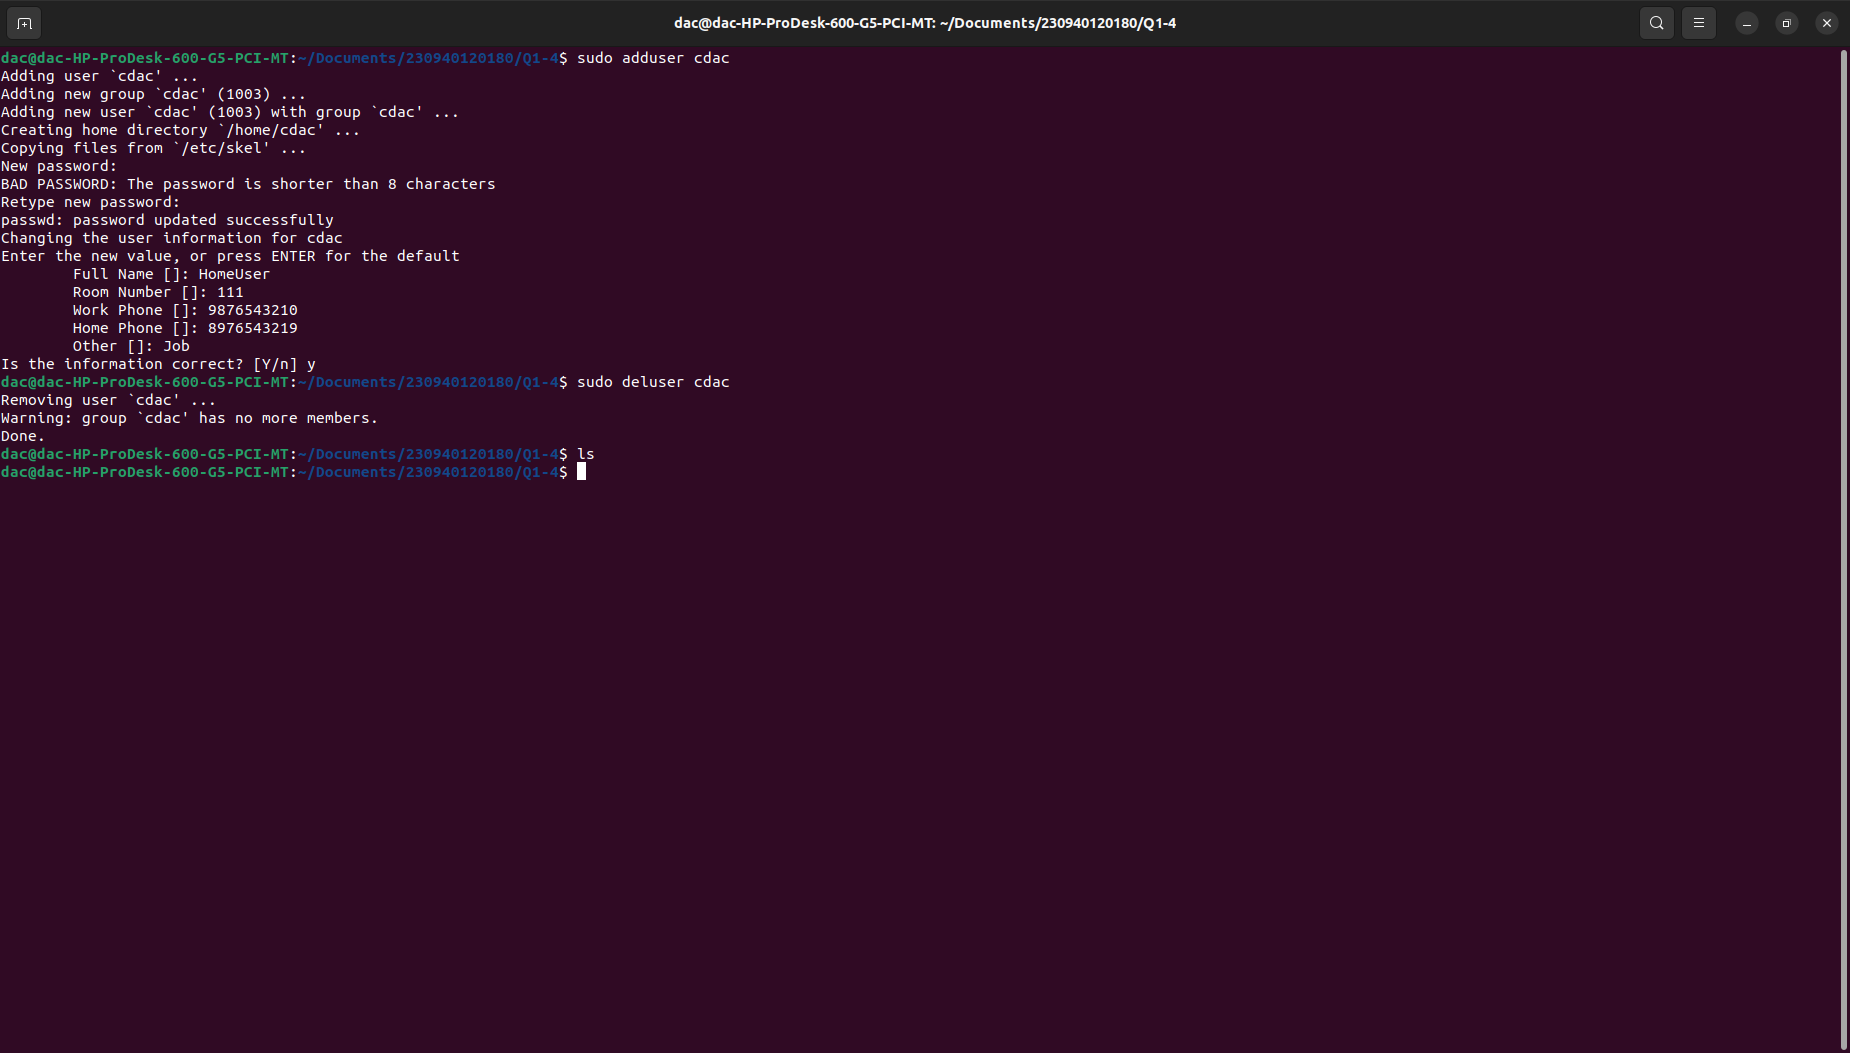 dac@dac-HP-ProDesk-600-G5-PCI-MT: ~/Documents/230940120180/Q1-4
dac@dac-HP-ProDesk-600-G5-PCI-MT:~/Documents/230940120180/Q1-4$ sudo adduser cdac
Adding user `cdac' ...
Adding new group `cdac' (1003) ...
Adding new user `cdac' (1003) with group `cdac' ...
Creating home directory `/home/cdac' ...
Copying files from `/etc/skel' ...
New password:
BAD PASSWORD: The password is shorter than 8 characters
Retype new password:
passwd: password updated successfully
Changing the user information for cdac
Enter the new value, or press ENTER for the default
        Full Name []: HomeUser
        Room Number []: 111
        Work Phone []: 9876543210
        Home Phone []: 8976543219
        Other []: Job
Is the information correct? [Y/n] y
dac@dac-HP-ProDesk-600-G5-PCI-MT:~/Documents/230940120180/Q1-4$ sudo deluser cdac
Removing user `cdac' ...
Warning: group `cdac' has no more members.
Done.
dac@dac-HP-ProDesk-600-G5-PCI-MT:~/Documents/230940120180/Q1-4$ ls
dac@dac-HP-ProDesk-600-G5-PCI-MT:~/Documents/230940120180/Q1-4$